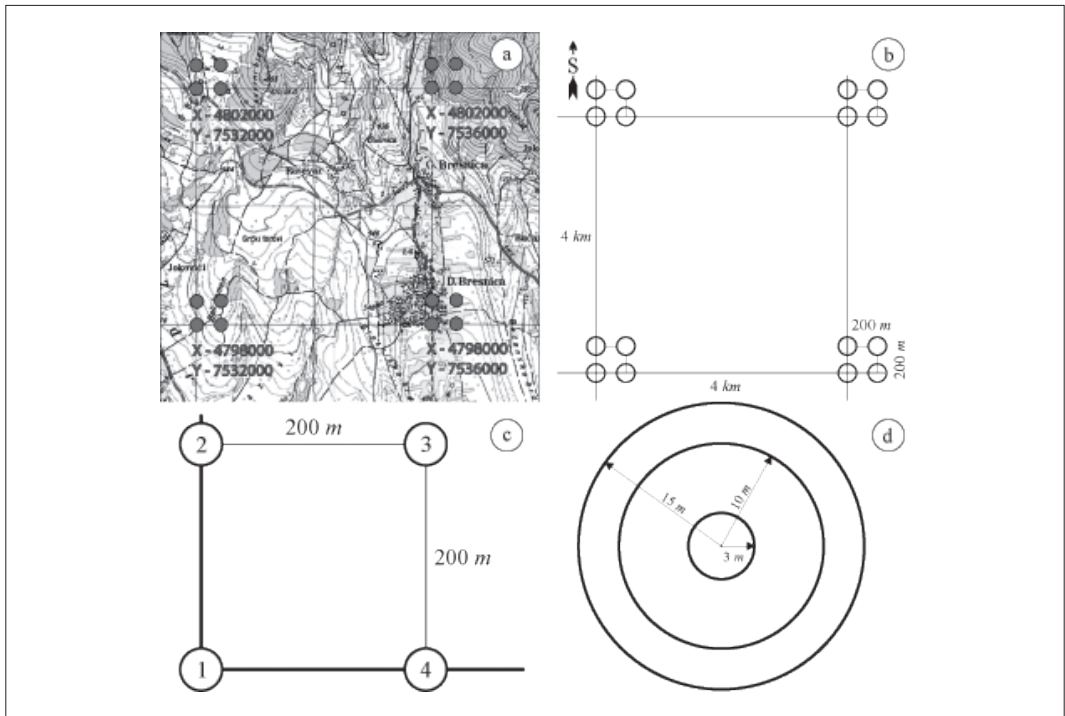 a
X - 4802000
Y - 7532000
X - 4802000
Y - 7536000
G. Bresnica
D. Bresnica
X - 4798000
Y - 7532000
X - 4798000
Y - 7536000
b
S
4 km
200 m
200 m
4 km
c
200 m
2
3
200 m
1
4
d
15 m
10 m
3 m